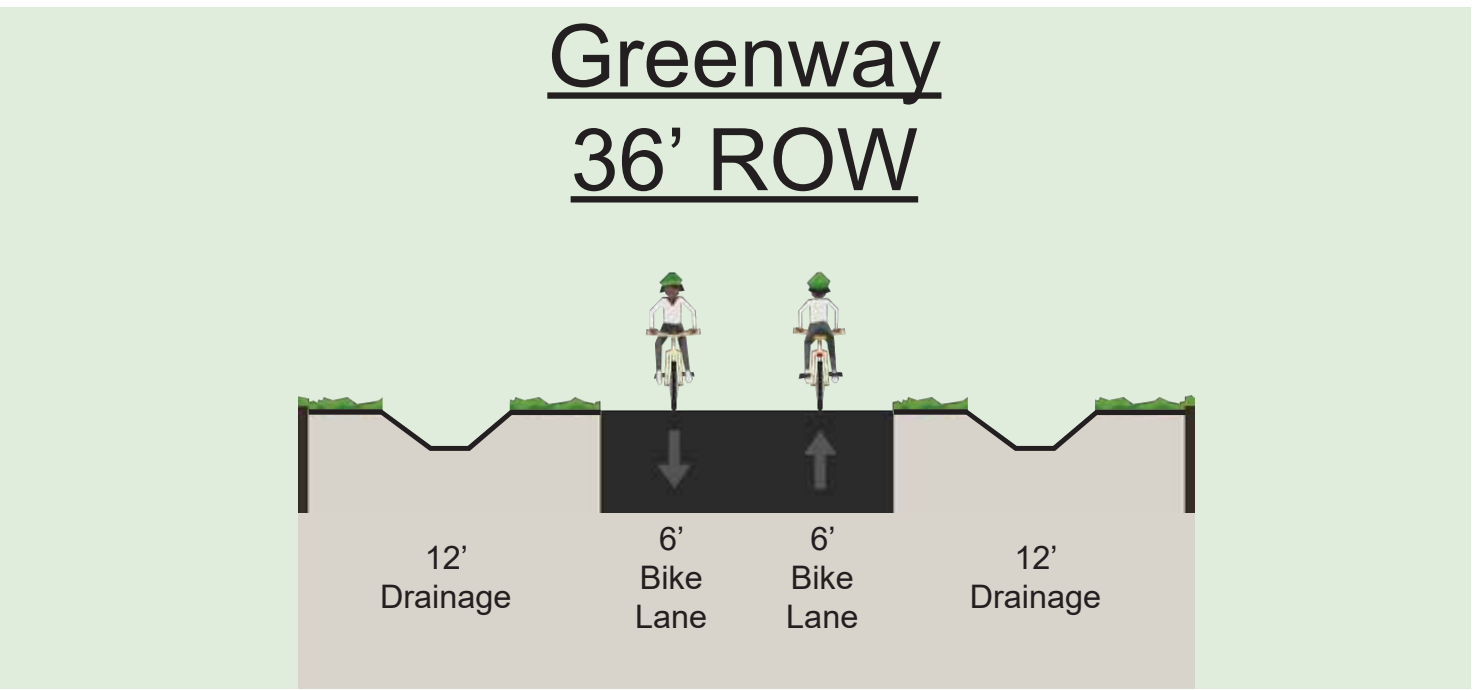 Greenway
36’ ROW
12’
Drainage
6’
Bike
Lane
6’
Bike
Lane
12’
Drainage